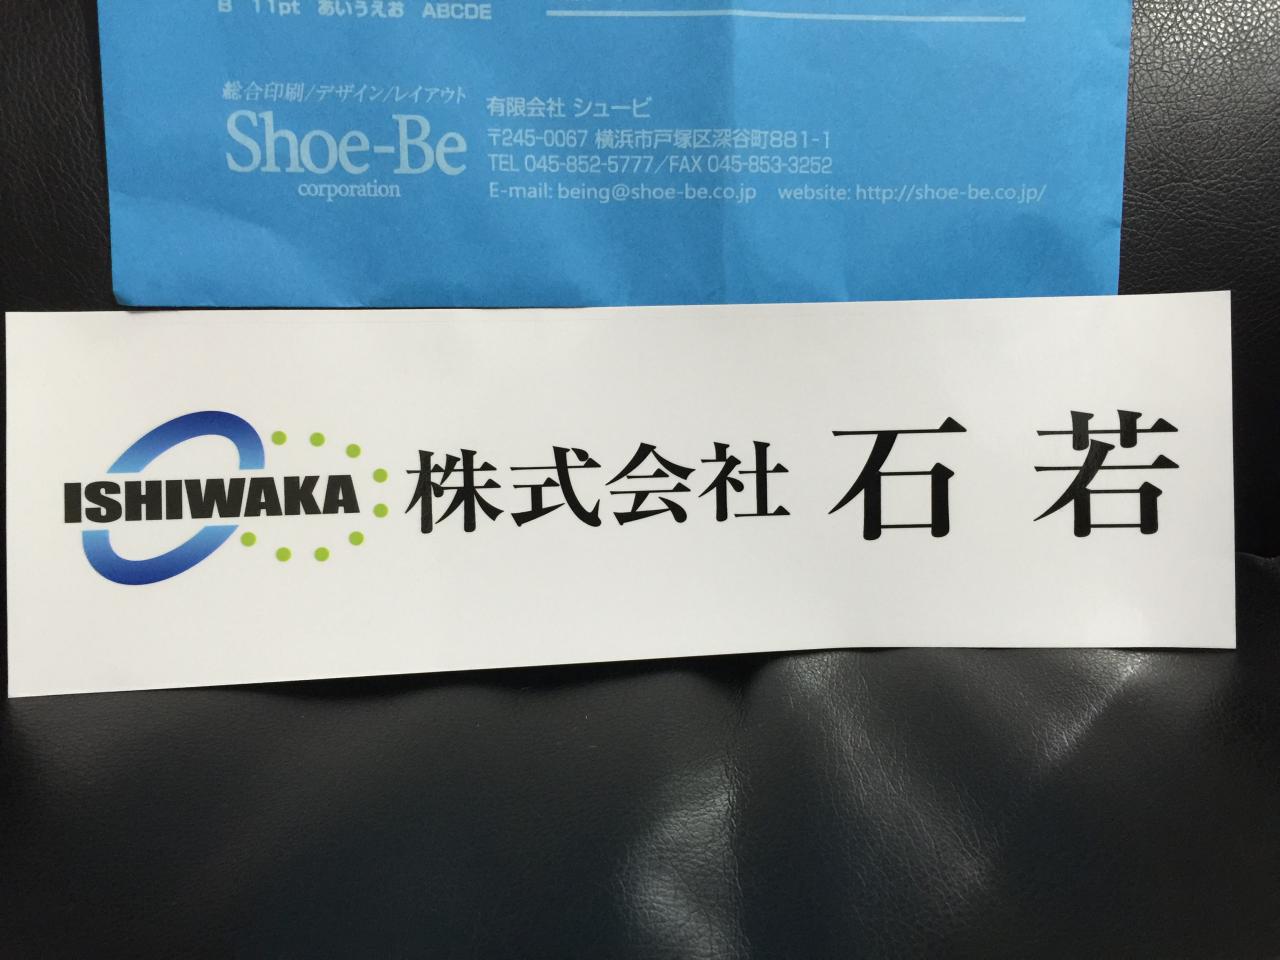 B 11pt あいうえお ABCDE
総合印刷/デザイン/レイアウト
Shoe-Be
corporation
有限会社 シュービ
〒245-0067 横浜市戸塚区深谷町881-1
TEL 045-852-5777/FAX 045-853-3252
E-mail: being@shoe-be.co.jp website: http://shoe-be.co.jp/
ISHIWAKA 株式会社 石若